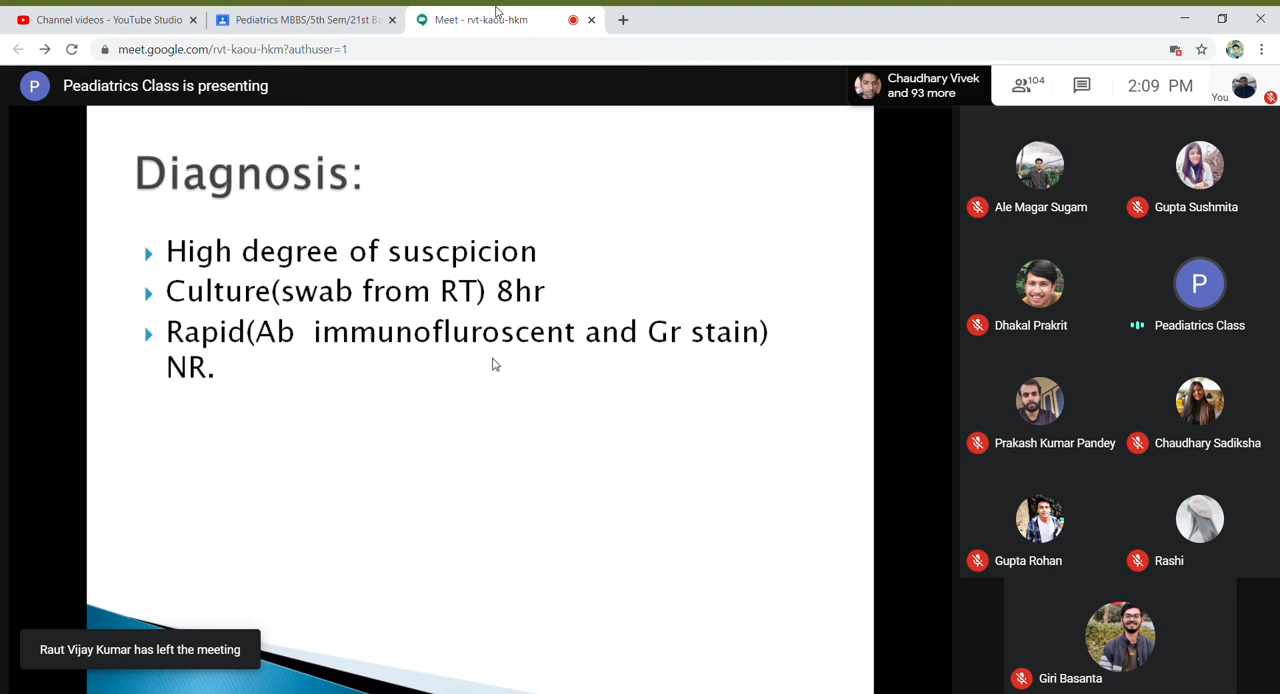 Channel videos - YouTube Studio
Pediatrics MBBS/5th Sem/21st Ba
Meet - rvt-kaou-hkm
meet.google.com/rvt-kaou-hkm?authuser=1
P
Peadiatrics Class is presenting
Chaudhary Vivek
and 93 more
104
2:09 PM
You
Diagnosis:
High degree of suscpicion
Culture(swab from RT) 8hr
Rapid(Ab immunofluroscent and Gr stain)
NR.
Ale Magar Sugam
Gupta Sushmita
P
Dhakal Prakrit
Peadiatrics Class
Prakash Kumar Pandey
Chaudhary Sadiksha
Gupta Rohan
Rashi
Giri Basanta
Raut Vijay Kumar has left the meeting